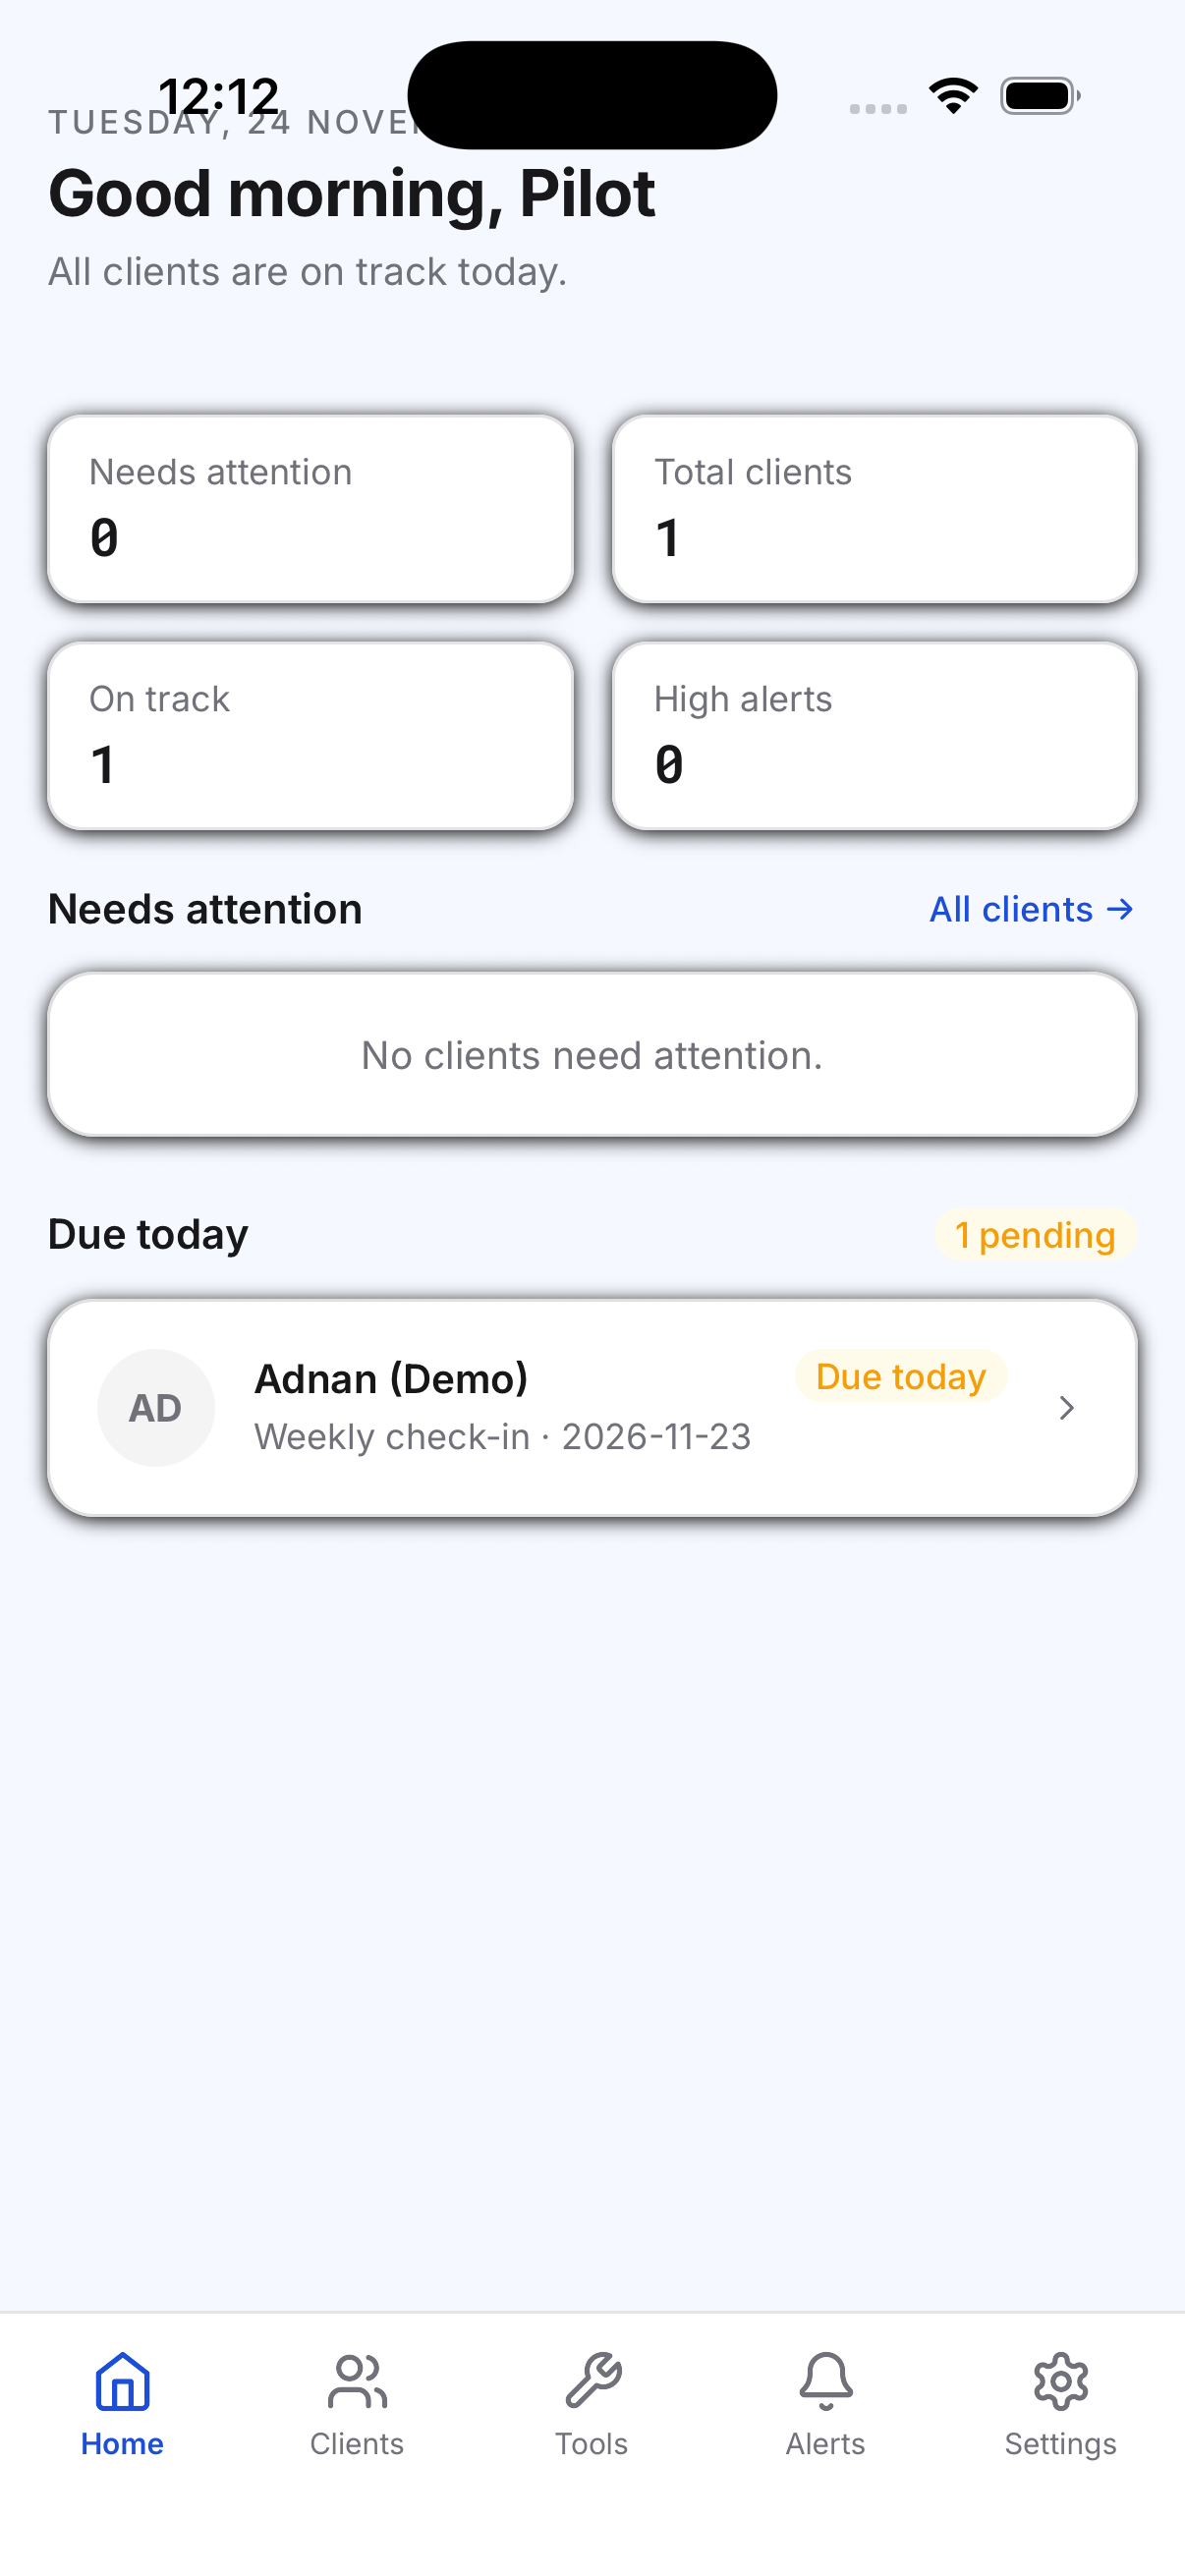 12:12
TUESDAY, 24
Good morning, Pilot
All clients are on track today.
Needs attention
0
Total clients
1
On track
1
High alerts
0
Needs attention
All clients →
No clients need attention.
Due today
1 pending
AD
Adnan (Demo)
Due today
Weekly check-in · 2026-11-23
Home
Clients
Tools
Alerts
Settings